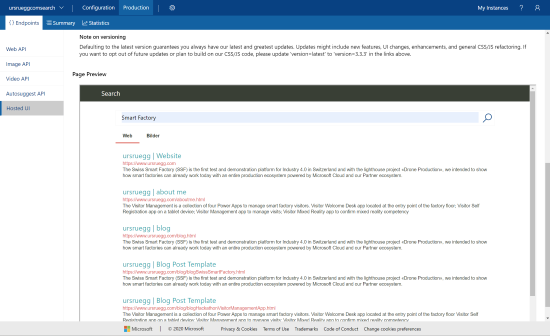 ursrueggcomsearch
Configuration
Production
My Instances
?
Endpoints
Summary
Statistics
Web API
Image API
Video API
Autosuggest API
Hosted UI
Note on versioning
Defaulting to the latest version guarantees you always have our latest and greatest updates. Updates might include new features, UI changes, enhancements, and general CSS/JS refactoring. If
you want to opt out of future updates or plan to build on our CSS/JS code, please update 'version=latest' to 'version=3.3.3' in the links above.
Page Preview
Search
Smart Factory
Web
Bilder
ursruegg | Website
https://www.ursruegg.com
The Swiss Smart Factory (SSF) is the first test and demonstration platform for Industry 4.0 in Switzerland and with the lighthouse project «Drone Production», we intended to show
how smart factories can already work today with an entire production ecosystem powered by Microsoft Cloud and our Partner ecosystem.
ursruegg | about me
https://www.ursruegg.com/about-me.html
The Visitor Management is a collection of four Power Apps to manage smart factory visitors. Visitor Welcome Desk app located at the entry point of the factory floor; Visitor Self
Registration app on a tablet device; Visitor Management app to manage visits; Visitor Mixed Reality app to confirm mixed reality competency
ursruegg | blog
https://www.ursruegg.com/blog.html
The Swiss Smart Factory (SSF) is the first test and demonstration platform for Industry 4.0 in Switzerland and with the lighthouse project «Drone Production», we intended to show
how smart factories can already work today with an entire production ecosystem powered by Microsoft Cloud and our Partner ecosystem.
ursruegg | Blog Post Template
https://www.ursruegg.com/blog/blogSwissSmartFactory.html
The Swiss Smart Factory (SSF) is the first test and demonstration platform for Industry 4.0 in Switzerland and with the lighthouse project «Drone Production», we intended to show
how smart factories can already work today with an entire production ecosystem powered by Microsoft Cloud and our Partner ecosystem.
ursruegg | Blog Post Template
https://www.ursruegg.com/blog/blogHackathonVisitorManagementApp.html
The Visitor Management is a collection of four Power Apps to manage smart factory visitors. Visitor Welcome Desk app located at the entry point of the factory floor; Visitor Self
Registration app on a tablet device; Visitor Management app to manage visits; Visitor Mixed Reality app to confirm mixed reality competency
Microsoft
© 2020 Microsoft
Privacy & Cookies
Terms of Use
Trademarks
Code of Conduct
Change cookies preferences